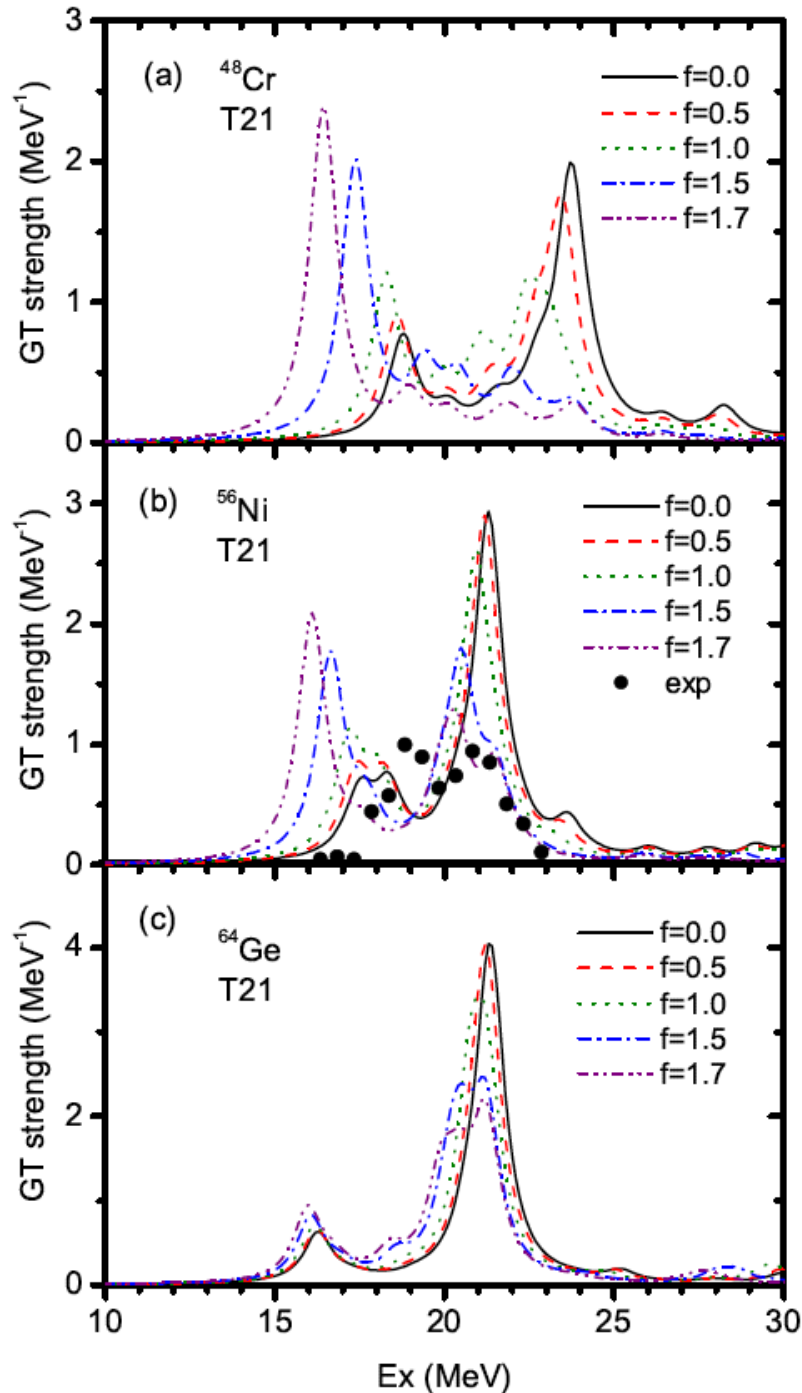 GT strength (MeV⁻¹)
3
2
1
0
(a)
⁴⁸Cr
T21
f=0.0
f=0.5
f=1.0
f=1.5
f=1.7
GT strength (MeV⁻¹)
3
2
1
0
(b)
⁵⁶Ni
T21
f=0.0
f=0.5
f=1.0
f=1.5
f=1.7
exp
GT strength (MeV⁻¹)
4
2
0
(c)
⁶⁴Ge
T21
f=0.0
f=0.5
f=1.0
f=1.5
f=1.7
10 15 20 25 30
Ex (MeV)